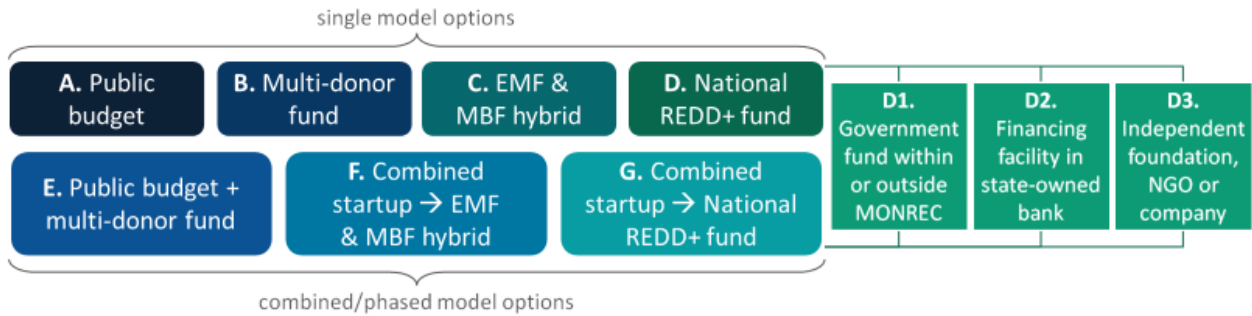 single model options
A. Public
budget
B. Multi-donor
fund
C. EMF &
MBF hybrid
D. National
REDD+ fund
D1.
Government
fund within
or outside
MONREC
D2.
Financing
facility in
state-owned
bank
D3.
Independent
foundation,
NGO or
company
E. Public budget +
multi-donor fund
F. Combined
startup → EMF
& MBF hybrid
G. Combined
startup → National
REDD+ fund
combined/phased model options